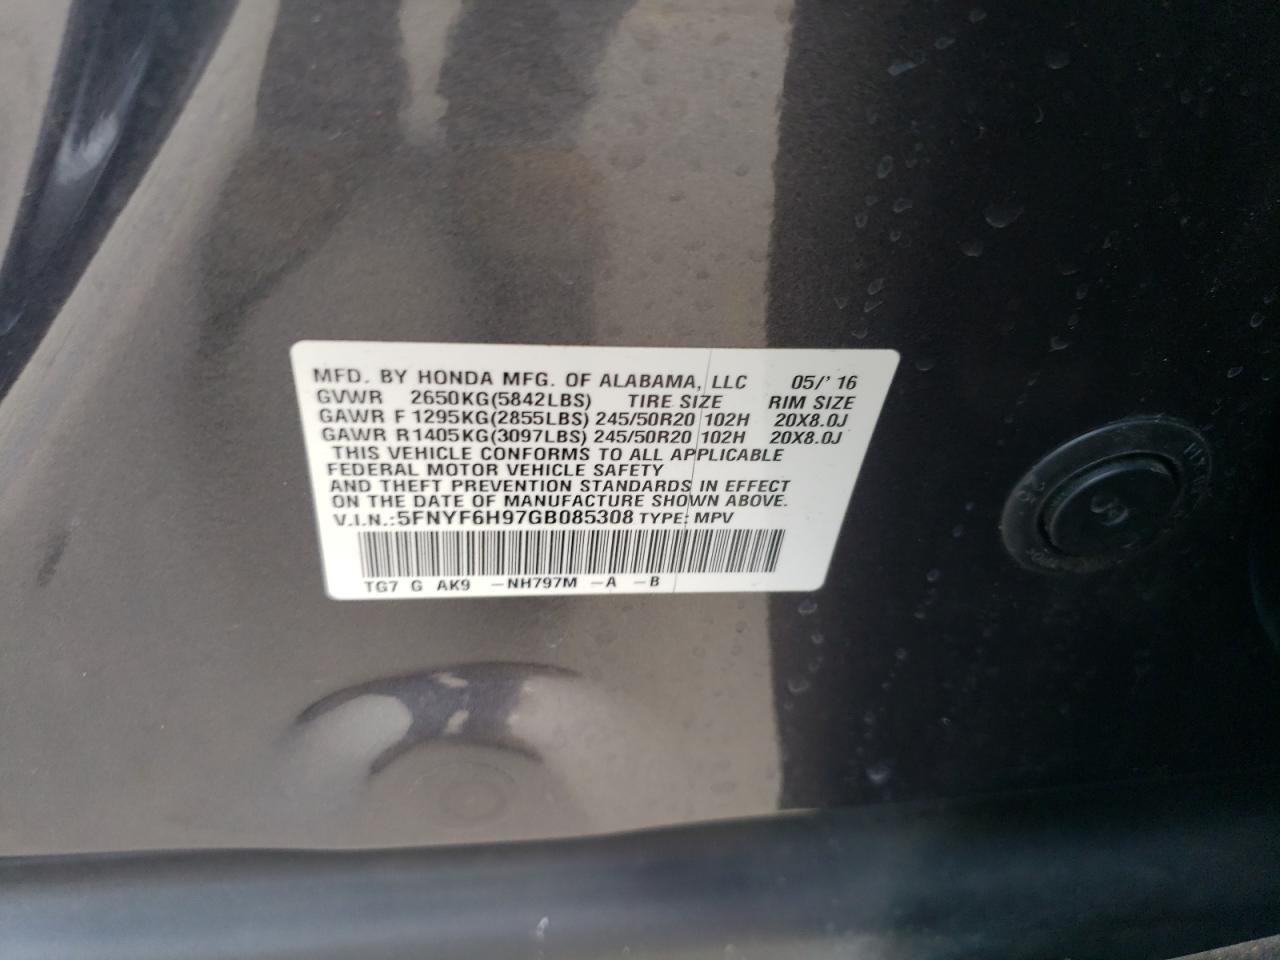 MFD. BY HONDA MFG. OF ALABAMA, LLC 05/'16
GVWR 2650KG(5842LBS) TIRE SIZE RIM SIZE
GAWR F 1295KG(2855LBS) 245/50R20 102H 20X8.0J
GAWR R1405KG(3097LBS) 245/50R20 102H 20X8.0J
THIS VEHICLE CONFORMS TO ALL APPLICABLE
FEDERAL MOTOR VEHICLE SAFETY
AND THEFT PREVENTION STANDARDS IN EFFECT
ON THE DATE OF MANUFACTURE SHOWN ABOVE.
V.I.N.:5FNYF6H97GB085308 TYPE: MPV
TG7 G AK9 -NH797M -A -B